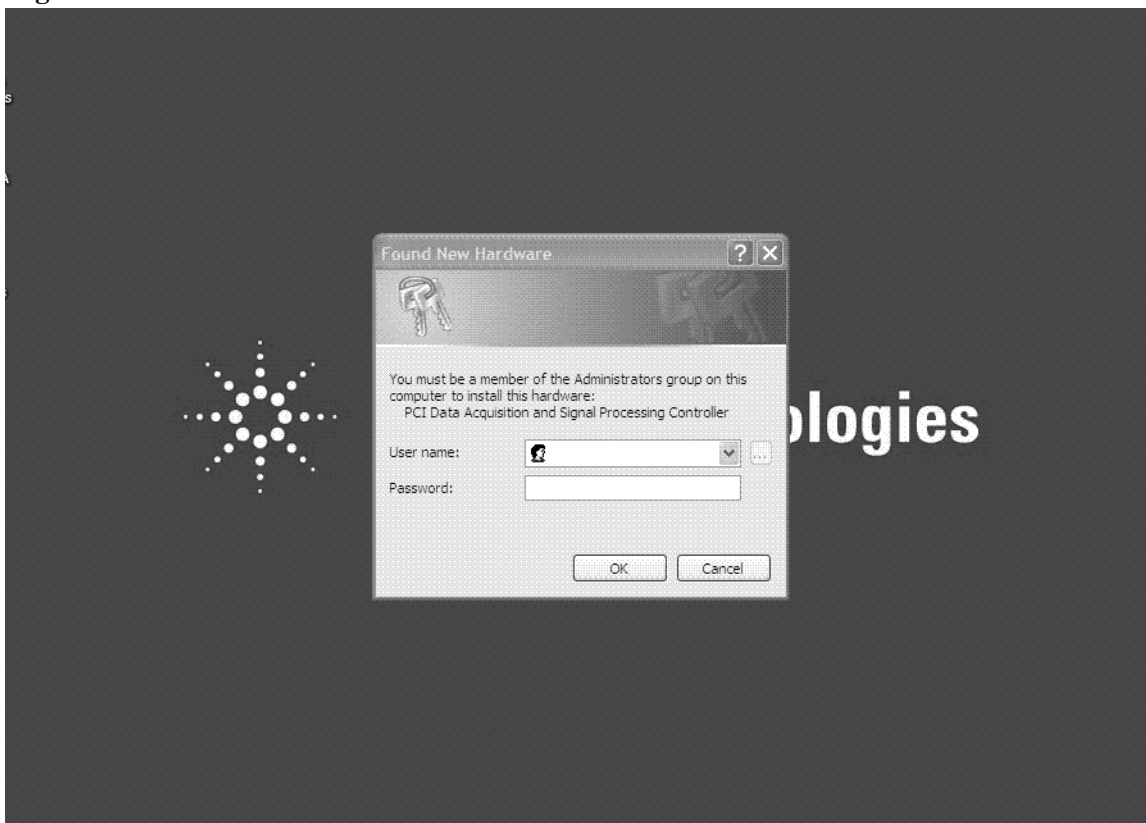 s
Found New Hardware
You must be a member of the Administrators group on this
computer to install this hardware:
PCI Data Acquisition and Signal Processing Controller
ologies
User name:
...
Password:
OK
Cancel